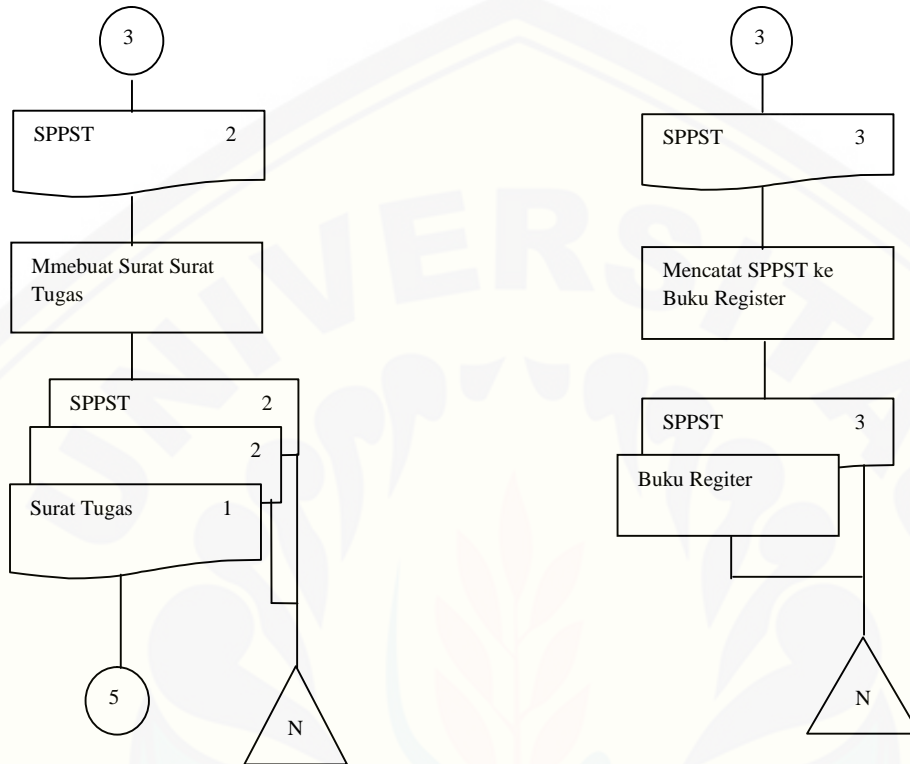 3
SPPST 2
Mmebuat Surat Surat
Tugas
SPPST 2
2
Surat Tugas 1
5
N
3
SPPST 3
Mencatat SPPST ke
Buku Register
SPPST 3
Buku Regiter
N
UNIVERSITAS